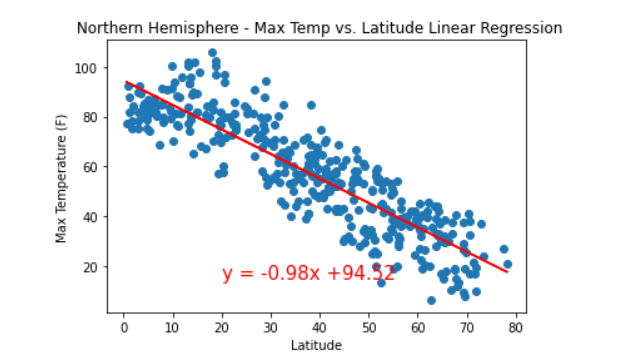 Northern Hemisphere - Max Temp vs. Latitude Linear Regression
100
80
60
40
20
Max Temperature (F)
y = -0.98x +94.52
0 10 20 30 40 50 60 70 80
Latitude